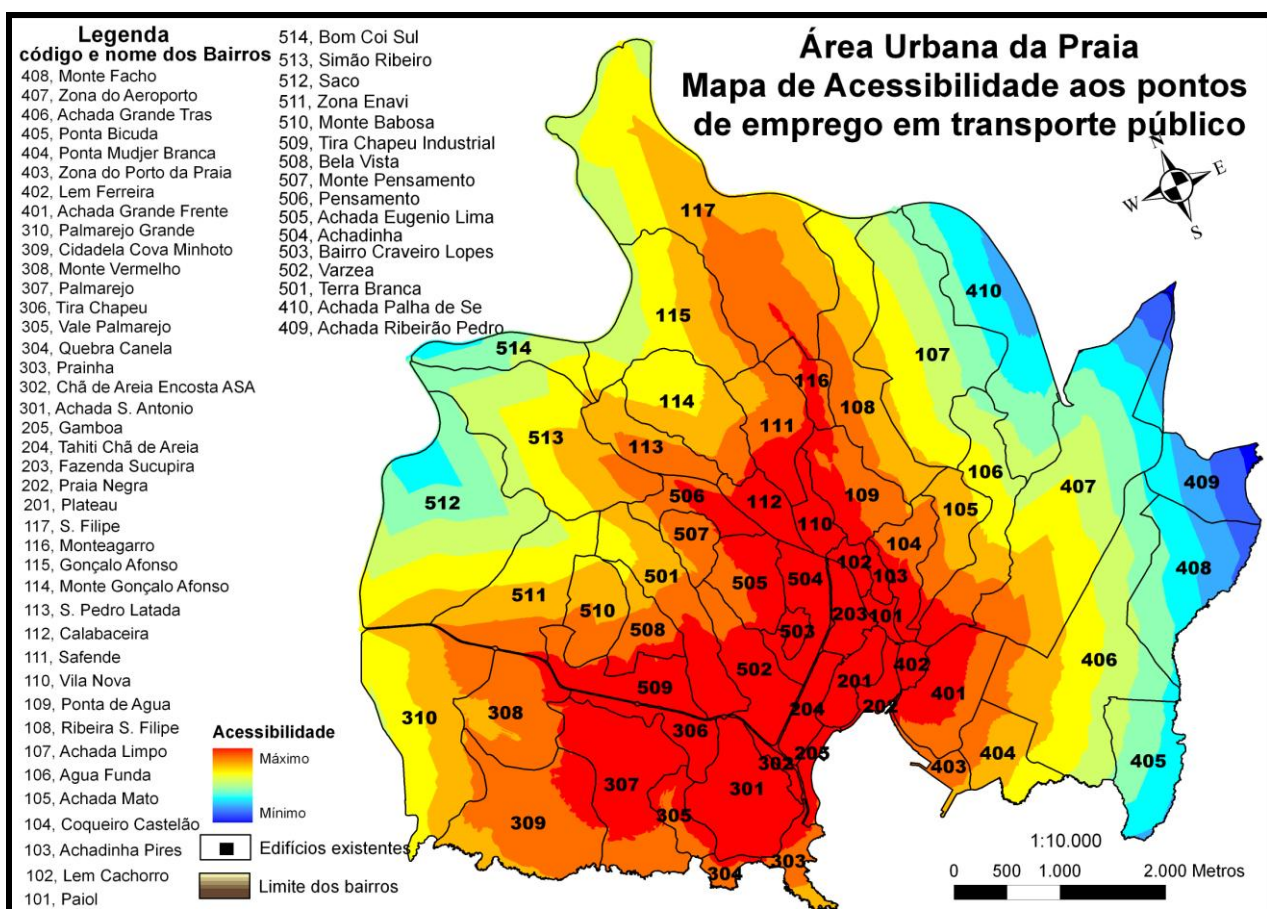 Legenda
código e nome dos Bairros
408, Monte Facho
407, Zona do Aeroporto
406, Achada Grande Tras
405, Ponta Bicuda
404, Ponta Mudjer Branca
403, Zona do Porto da Praia
402, Lem Ferreira
401, Achada Grande Frente
310, Palmarejo Grande
309, Cidadela Cova Minhoto
308, Monte Vermelho
307, Palmarejo
306, Tira Chapeu
305, Vale Palmarejo
304, Quebra Canela
303, Prainha
302, Chã de Areia Encosta ASA
301, Achada S. Antonio
205, Gamboa
204, Tahiti Chã de Areia
203, Fazenda Sucupira
202, Praia Negra
201, Plateau
117, S. Filipe
116, Monteagarro
115, Gonçalo Afonso
114, Monte Gonçalo Afonso
113, S. Pedro Latada
112, Calabaceira
111, Safende
110, Vila Nova
109, Ponta de Agua
108, Ribeira S. Filipe
107, Achada Limpo
106, Agua Funda
105, Achada Mato
104, Coqueiro Castelão
103, Achadinha Pires
102, Lem Cachorro
101, Paiol
514, Bom Coi Sul
513, Simão Ribeiro
512, Saco
511, Zona Enavi
510, Monte Babosa
509, Tira Chapeu Industrial
508, Bela Vista
507, Monte Pensamento
506, Pensamento
505, Achada Eugenio Lima
504, Achadinha
503, Bairro Craveiro Lopes
502, Varzea
501, Terra Branca
410, Achada Palha de Se
409, Achada Ribeirão Pedro
Acessibilidade
Máximo
Mínimo
Edifícios existentes
Limite dos bairros
Área Urbana da Praia
Mapa de Acessibilidade aos pontos
de emprego em transporte público
N
E
W
S
117
410
115
107
514
116
114
108
111
513
113
106
407
409
512
506
112
109
105
507
110
104
408
501
505
504
102
103
511
510
203
101
508
503
502
402
406
509
201
401
310
308
204
202
306
205
302
404
405
307
301
403
305
309
303
304
1:10.000
0 500 1.000 2.000 Metros